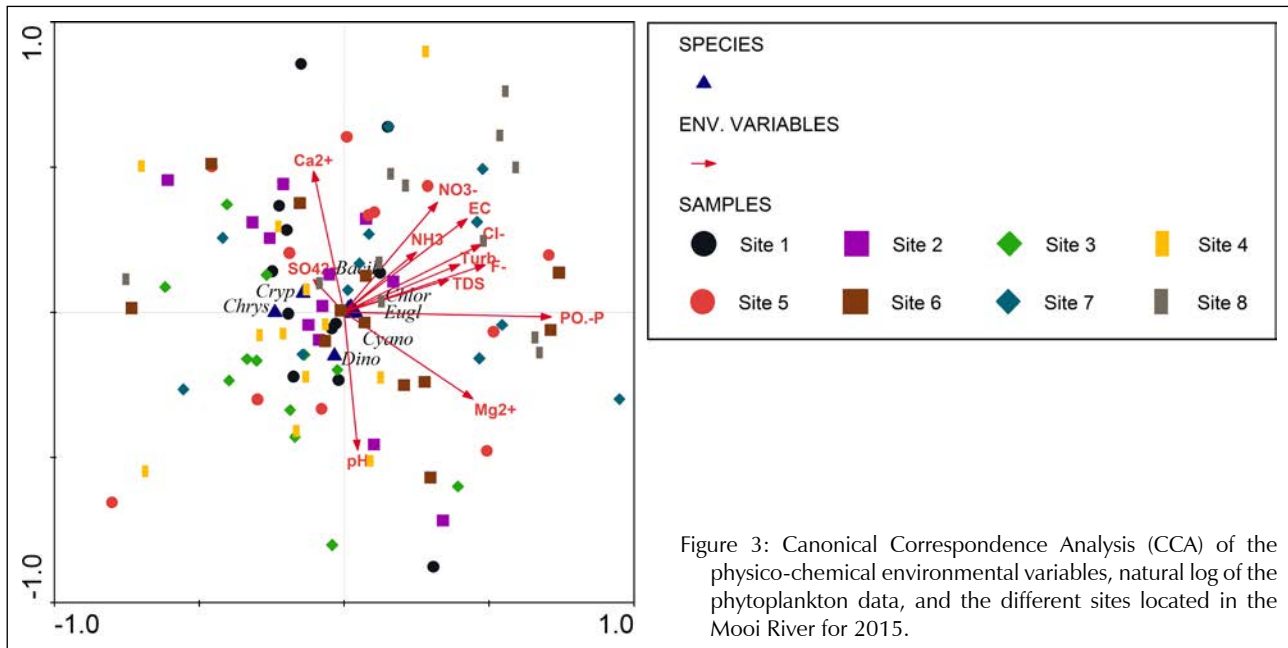 1.0
-1.0
-1.0
1.0
Ca2+
NO3-
EC
Cl-
NH3
Turb
F-
TDS
SO42-
Bacil
Cryp
Chrys
Chlor
Eugl
PO.-P
Cyano
Dino
Mg2+
pH
SPECIES
ENV. VARIABLES
SAMPLES
Site 1 Site 2 Site 3 Site 4
Site 5 Site 6 Site 7 Site 8
Figure 3: Canonical Correspondence Analysis (CCA) of the
physico-chemical environmental variables, natural log of the
phytoplankton data, and the different sites located in the
Mooi River for 2015.